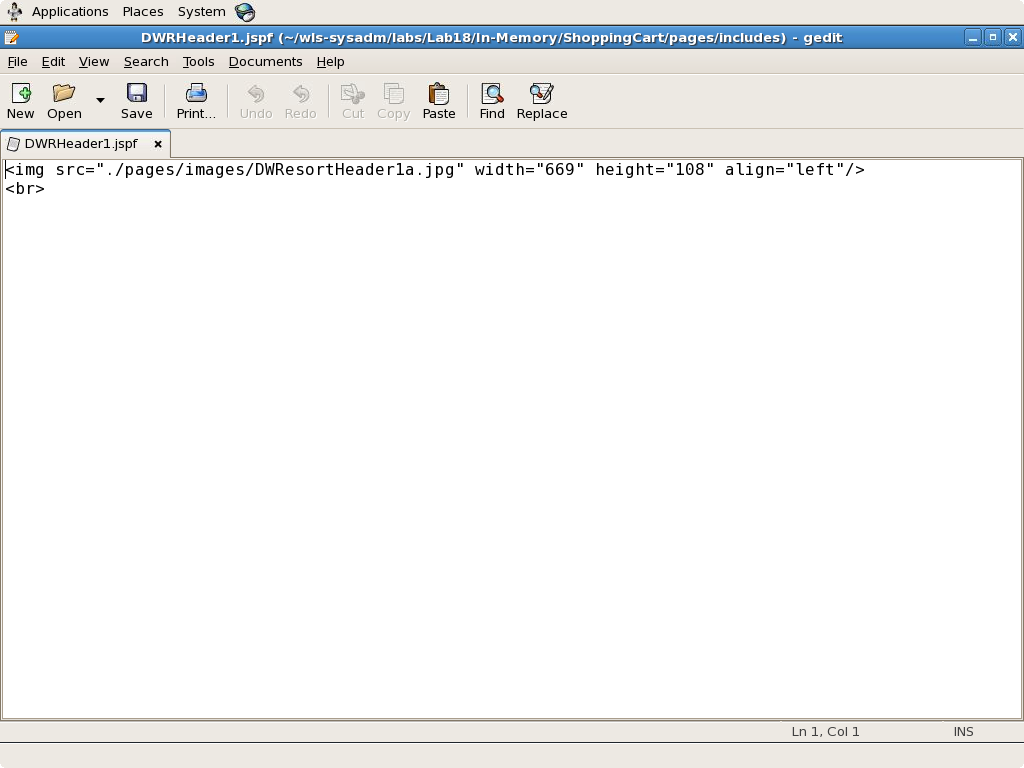 Applications Places System
DWRHeader1.jspf (~/wls-sysadm/labs/Lab18/In-Memory/ShoppingCart/pages/includes) - gedit
File Edit View Search Tools Documents Help
New Open Save Print... Undo Redo Cut Copy Paste Find Replace
DWRHeader1.jspf
<img src="./pages/images/DWResortHeader1a.jpg" width="669" height="108" align="left"/>
<br>
Ln 1, Col 1 INS